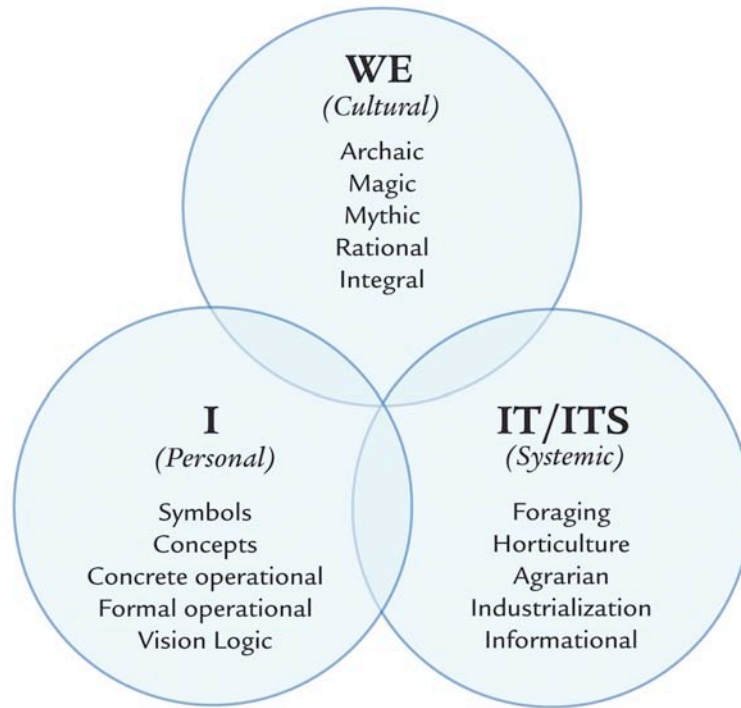 WE
(Cultural)
Archaic
Magic
Mythic
Rational
Integral
I
(Personal)
Symbols
Concepts
Concrete operational
Formal operational
Vision Logic
IT/ITS
(Systemic)
Foraging
Horticulture
Agrarian
Industrialization
Informational